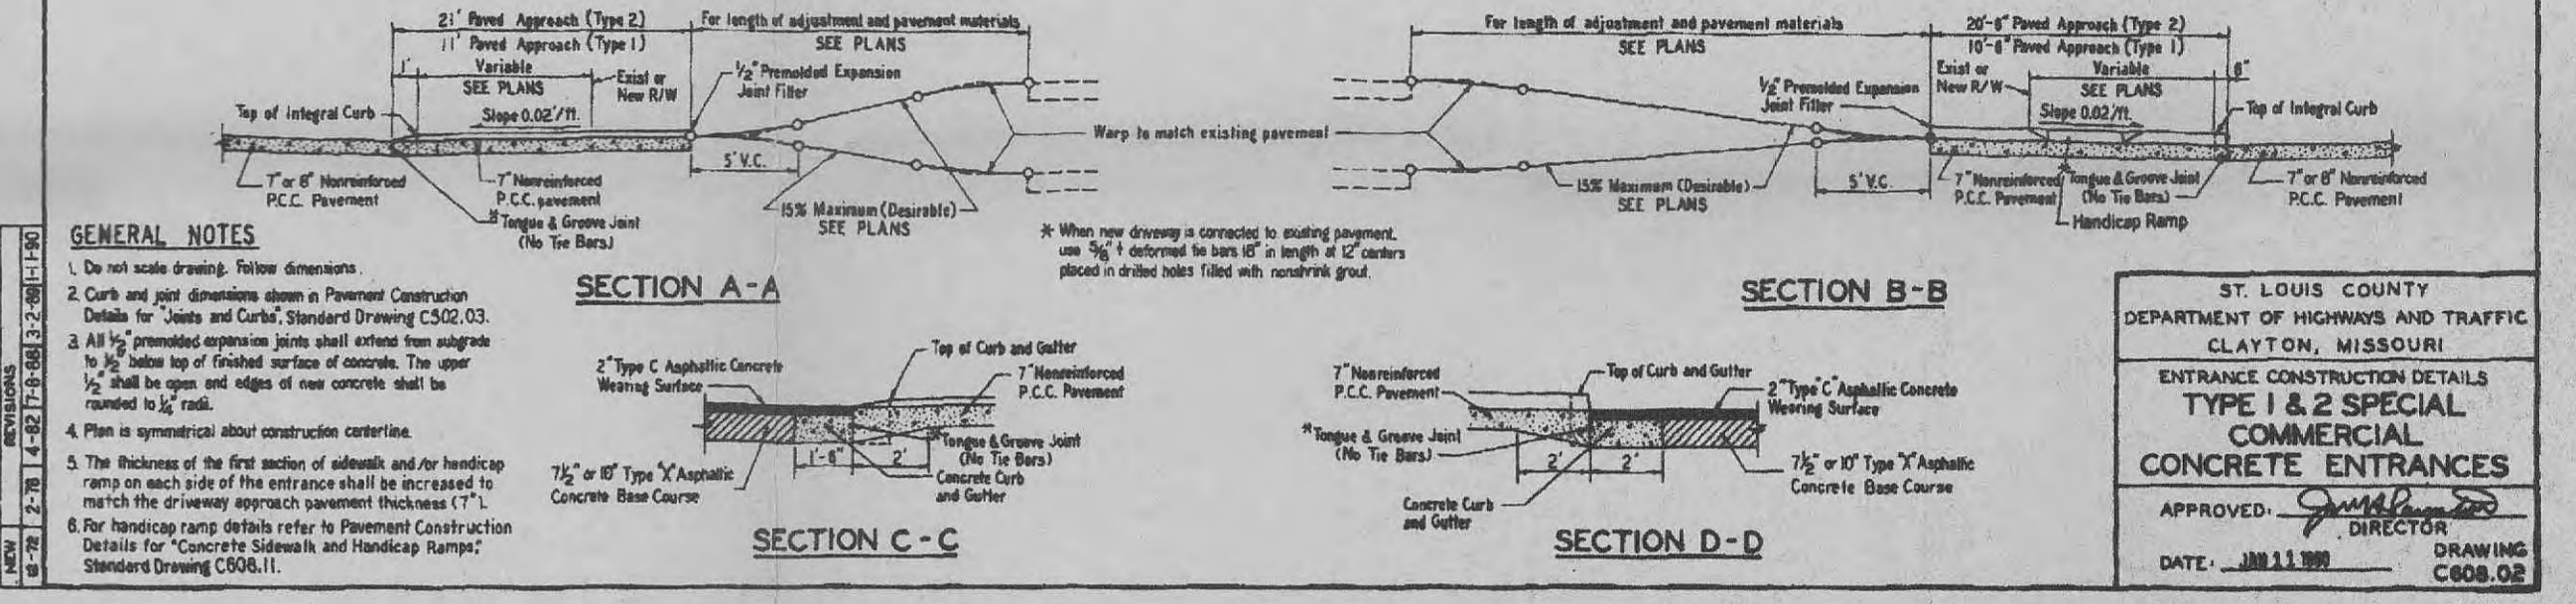 21' Paved Approach (Type 2)
11' Paved Approach (Type 1)
For length of adjustment and pavement materials
SEE PLANS
1'
Variable
SEE PLANS
Exist or
New R/W
1/2" Premolded Expansion
Joint Filter
Top of Integral Curb
Slope 0.02'/ft.
5' V.C.
7" or 8" Nonreinforced
P.C.C. Pavement
7" Nonreinforced
P.C.C. pavement
* Tongue & Groove Joint
(No Tie Bars)
15% Maximum (Desirable)
SEE PLANS
Warp to match existing pavement
SECTION A-A
For length of adjustment and pavement materials
SEE PLANS
20'-6" Paved Approach (Type 2)
10'-6" Paved Approach (Type 1)
1/2" Premolded Expansion
Joint Filter
Exist or
New R/W
Variable
SEE PLANS
6"
Slope 0.02'/ft.
Top of Integral Curb
15% Maximum (Desirable)
SEE PLANS
5' V.C.
7" Nonreinforced
P.C.C. Pavement
* Tongue & Groove Joint
(No Tie Bars)
Handicap Ramp
7" or 8" Nonreinforced
P.C.C. Pavement
SECTION B-B
* When new driveway is connected to existing pavement,
use 5/8" deformed tie bars 18" in length at 12" centers
placed in drilled holes filled with nonshrink grout.
GENERAL NOTES
1. Do not scale drawing. Follow dimensions.
2. Curb and joint dimensions shown in Pavement Construction
Details for "Joints and Curbs", Standard Drawing C502.03.
3. All 1/2" premolded expansion joints shall extend from subgrade
to 1/2" below top of finished surface of concrete. The upper
1/2" shall be open and edges of new concrete shall be
rounded to 1/4" radii.
4. Plan is symmetrical about construction centerline.
5. The thickness of the first section of sidewalk and/or handicap
ramp on each side of the entrance shall be increased to
match the driveway approach pavement thickness (7").
6. For handicap ramp details refer to Pavement Construction
Details for "Concrete Sidewalk and Handicap Ramps,"
Standard Drawing C608.11.
2" Type C Asphaltic Concrete
Wearing Surface
Top of Curb and Gutter
7" Nonreinforced
P.C.C. Pavement
* Tongue & Groove Joint
(No Tie Bars)
1'-6"
2'
7 1/2" or 10" Type "X" Asphaltic
Concrete Base Course
Concrete Curb
and Gutter
SECTION C-C
7" Nonreinforced
P.C.C. Pavement
Top of Curb and Gutter
2" Type "C" Asphaltic Concrete
Wearing Surface
* Tongue & Groove Joint
(No Tie Bars)
2'
2'
7 1/2" or 10" Type "X" Asphaltic
Concrete Base Course
Concrete Curb
and Gutter
SECTION D-D
NEW
REVISIONS
2-78
4-82
7-8-88
3-2-89
1-1-90
ST. LOUIS COUNTY
DEPARTMENT OF HIGHWAYS AND TRAFFIC
CLAYTON, MISSOURI
ENTRANCE CONSTRUCTION DETAILS
TYPE 1 & 2 SPECIAL
COMMERCIAL
CONCRETE ENTRANCES
APPROVED:
DIRECTOR
DATE: JAN 11 1990
DRAWING
C608.02